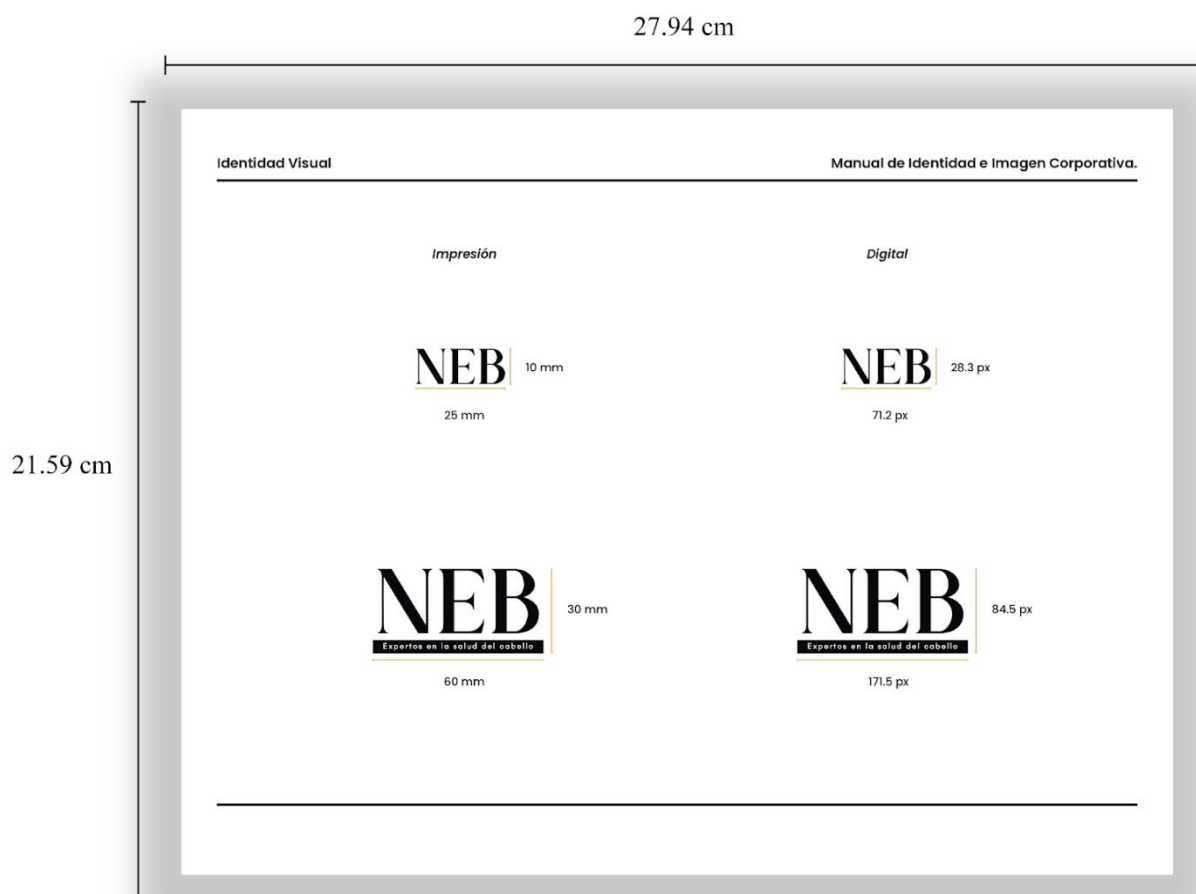 27.94 cm
Identidad Visual
Manual de Identidad e Imagen Corporativa.
Impresión
Digital
NEB
10 mm
NEB
28.3 px
25 mm
71.2 px
21.59 cm
NEB
30 mm
NEB
84.5 px
Expertos en la salud del cabello
Expertos en la salud del cabello
60 mm
171.5 px